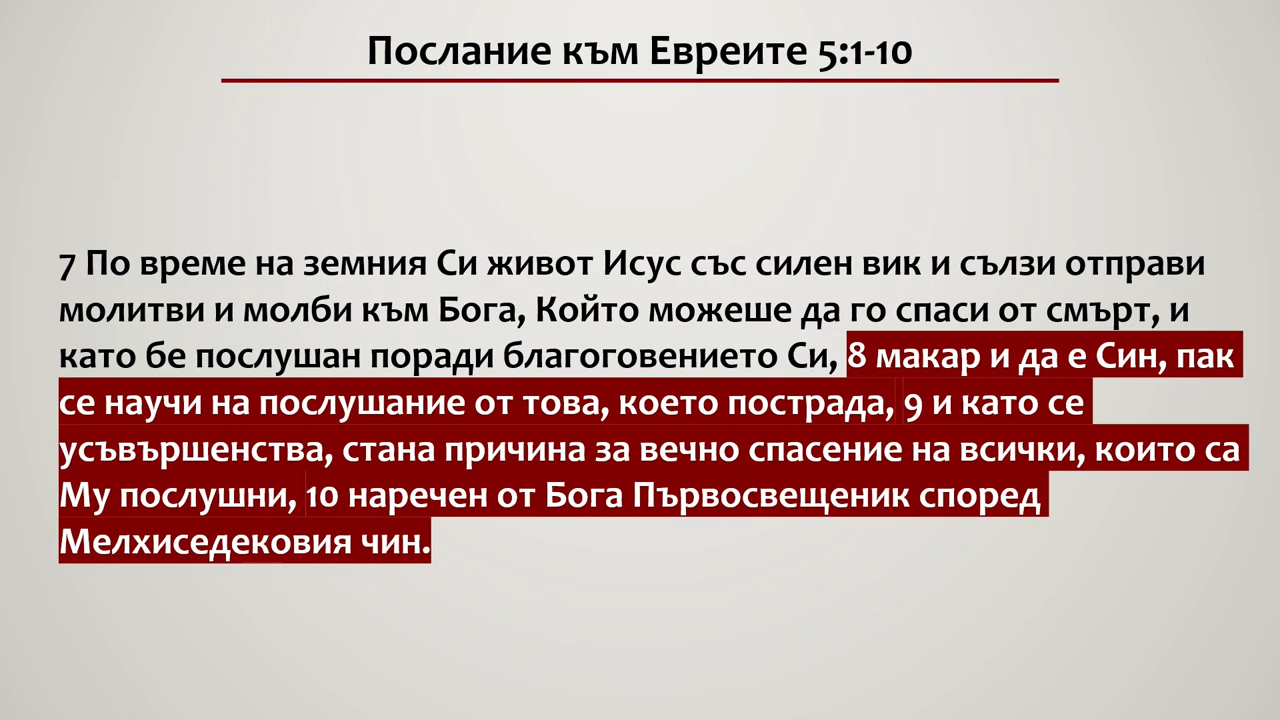 Послание към Евреите 5:1-10
7 По време на земния Си живот Исус със силен вик и сълзи отправи
молитви и молби към Бога, Който можеше да го спаси от смърт, и
като бе послушан поради благоговението Си, 8 макар и да е Син, пак
се научи на послушание от това, което пострада, 9 и като се
усъвършенства, стана причина за вечно спасение на всички, които са
Му послушни, 10 наречен от Бога Първосвещеник според
Мелхиседековия чин.